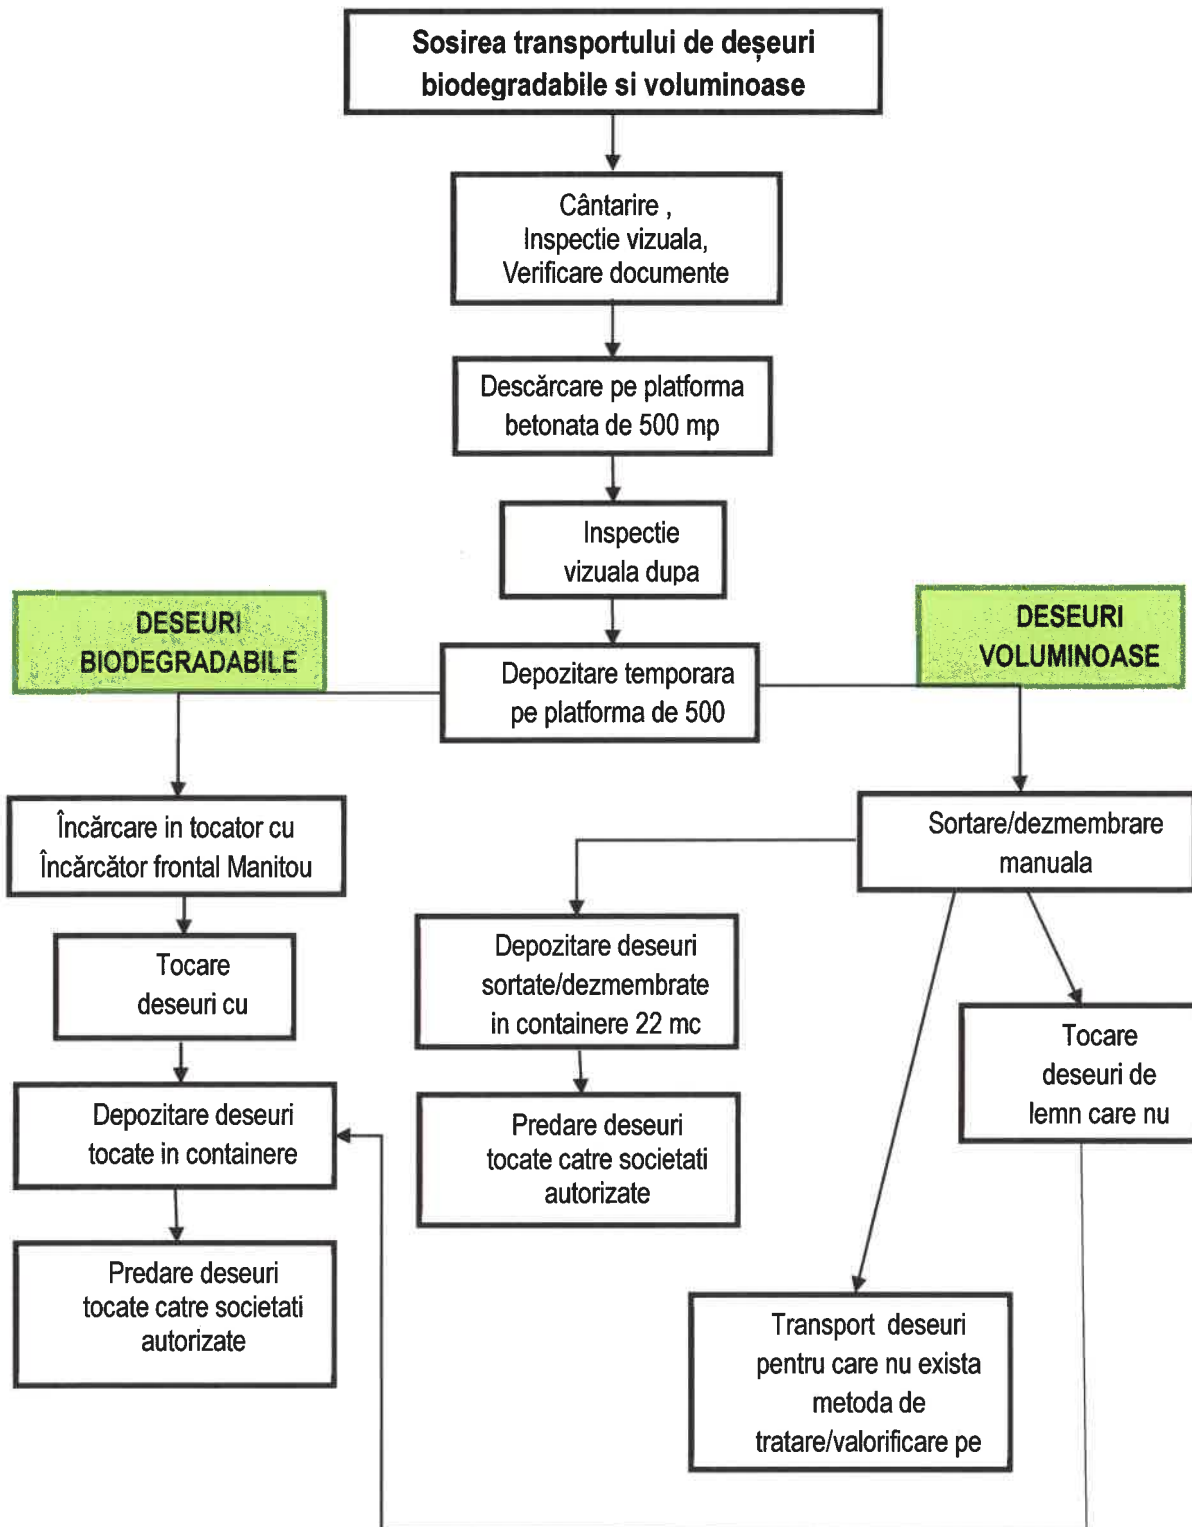 Sosirea transportului de deșeuri
biodegradabile si voluminoase
Cântarire ,
Inspectie vizuala,
Verificare documente
Descărcare pe platforma
betonata de 500 mp
Inspectie
vizuala dupa
DESEURI
BIODEGRADABILE
DESEURI
VOLUMINOASE
Depozitare temporara
pe platforma de 500
Încărcare in tocator cu
Încărcător frontal Manitou
Sortare/dezmembrare
manuala
Tocare
deseuri cu
Depozitare deseuri
sortate/dezmembrate
in containere 22 mc
Tocare
deseuri de
lemn care nu
Depozitare deseuri
tocate in containere
Predare deseuri
tocate catre societati
autorizate
Predare deseuri
tocate catre societati
autorizate
Transport deseuri
pentru care nu exista
metoda de
tratare/valorificare pe